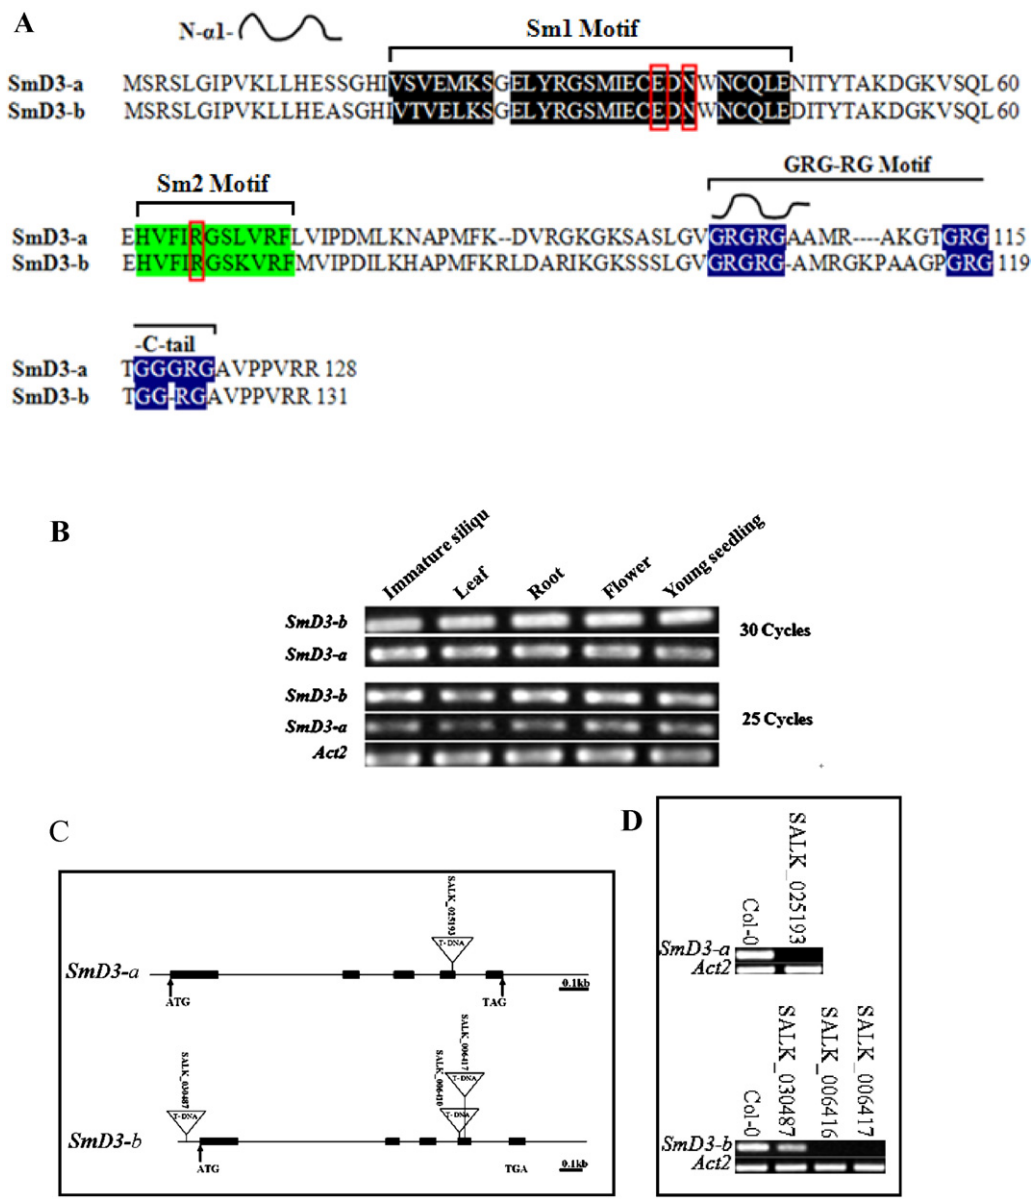 A
N-α1-
Sm1 Motif
SmD3-a MSRSLGIPVKLLHESSGHIVSVEMKSGELYRGSMIECEDNWNCQLENITYTAKDGKVSQL 60
SmD3-b MSRSLGIPVKLLHEASGHIVTVELKSGELYRGSMIECEDNWNCQLEDITYTAKDGKVSQL 60
Sm2 Motif
GRG-RG Motif
SmD3-a EHVFIRGSLVRFLVIPDMLKNAPMFK--DVRGKGKSASLGVGRGRGAAMR----AKGTGRG 115
SmD3-b EHVFIRGSKVRFMVIPDILKHAPMFKRLDARIKGKSSSLGVGRGRG-AMRGKPAAGPGRG 119
-C-tail
SmD3-a TGGGRGAVPPVRR 128
SmD3-b TGG-RGAVPPVRR 131
B
Immature siliqu
Leaf
Root
Flower
Young seedling
SmD3-b
SmD3-a
30 Cycles
SmD3-b
SmD3-a
Act2
25 Cycles
C
SALK_025193
T-DNA
SmD3-a
ATG
TAG
0.1kb
SALK_030487
T-DNA
SALK_006410
T-DNA
SALK_006417
T-DNA
SmD3-b
ATG
TGA
0.1kb
D
Col-0
SALK_025193
SmD3-a
Act2
Col-0
SALK_030487
SALK_006416
SALK_006417
SmD3-b
Act2